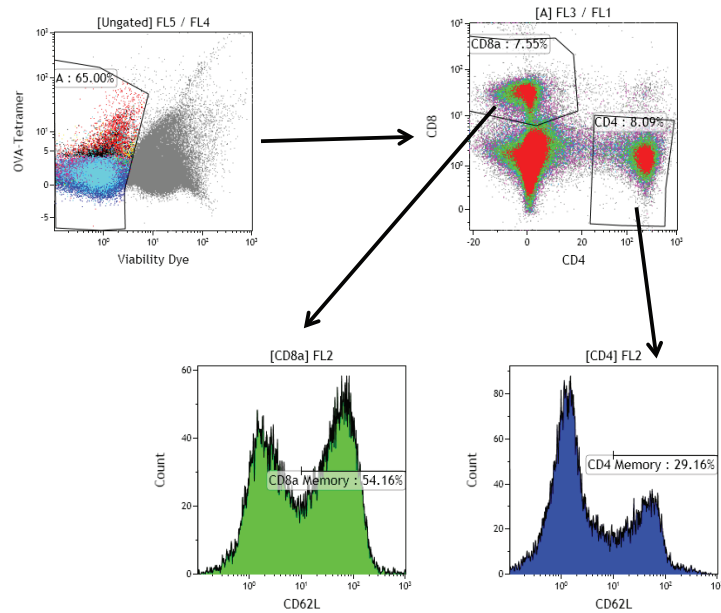 [Ungated] FL5 / FL4
10³
10²
10¹
5
0
-5
OVA-Tetramer
A : 65.00%
10⁰
10¹
10²
10³
Viability Dye
[A] FL3 / FL1
10³
10²
10¹
10⁰
0
CD8
CD8a : 7.55%
CD4 : 8.09%
-20
0
20
10²
10³
CD4
[CD8a] FL2
60
40
20
0
Count
CD8a Memory : 54.16%
10⁰
10¹
10²
10³
CD62L
[CD4] FL2
80
60
40
20
0
Count
CD4 Memory : 29.16%
10⁰
10¹
10²
10³
CD62L